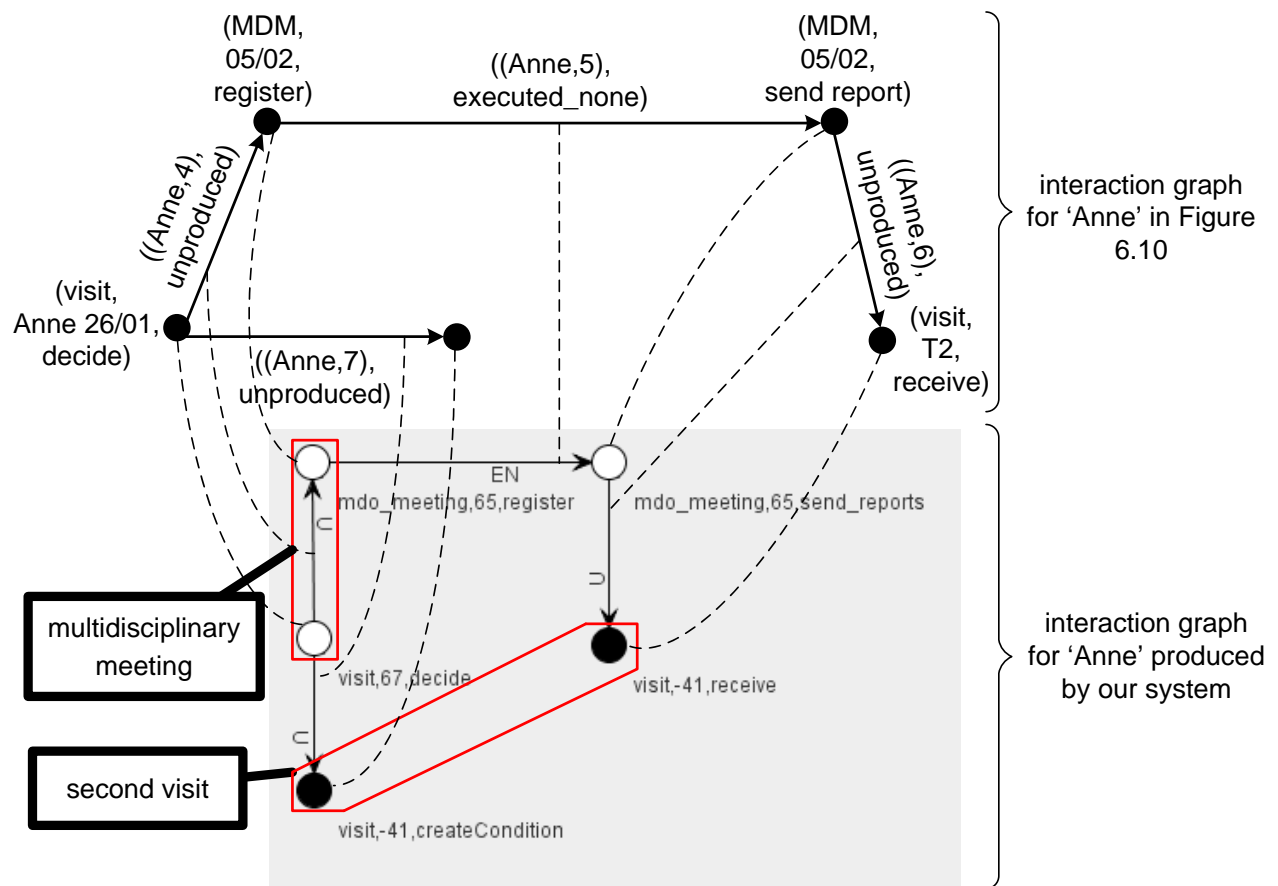 (MDM,
05/02,
register)
((Anne,5),
executed_none)
(MDM,
05/02,
send report)
((Anne,4),
unproduced)
((Anne,6),
unproduced)
interaction graph
for ‘Anne’ in Figure
6.10
(visit,
Anne 26/01,
decide)
((Anne,7),
unproduced)
(visit,
T2,
receive)
EN
mdo_meeting,65,register
mdo_meeting,65,send_reports
U
U
multidisciplinary
meeting
visit,67,decide
visit,-41,receive
interaction graph
for ‘Anne’ produced
by our system
U
second visit
visit,-41,createCondition